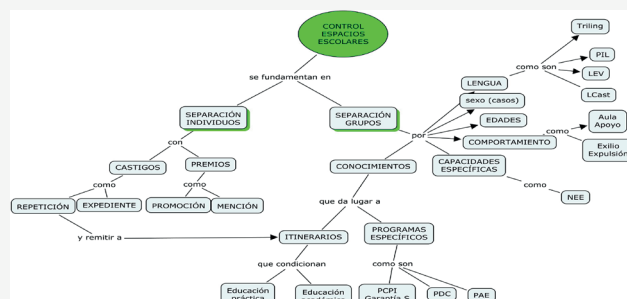 CONTROL
ESPACIOS
ESCOLARES
se fundamentan en
SEPARACIÓN
INDIVIDUOS
SEPARACIÓN
GRUPOS
con
CASTIGOS
PREMIOS
como
como
REPETICIÓN
EXPEDIENTE
PROMOCIÓN
MENCIÓN
y remitir a
por
LENGUA
como son
Triling
PIL
LEV
LCast
sexo (casos)
EDADES
COMPORTAMIENTO
como
Aula
Apoyo
Exilio
Expulsión
CAPACIDADES
ESPECÍFICAS
como
NEE
CONOCIMIENTOS
que da lugar a
ITINERARIOS
PROGRAMAS
ESPECÍFICOS
que condicionan
como son
Educación
práctica
Educación
académica
PCPI
Garantía S
PDC
PAE